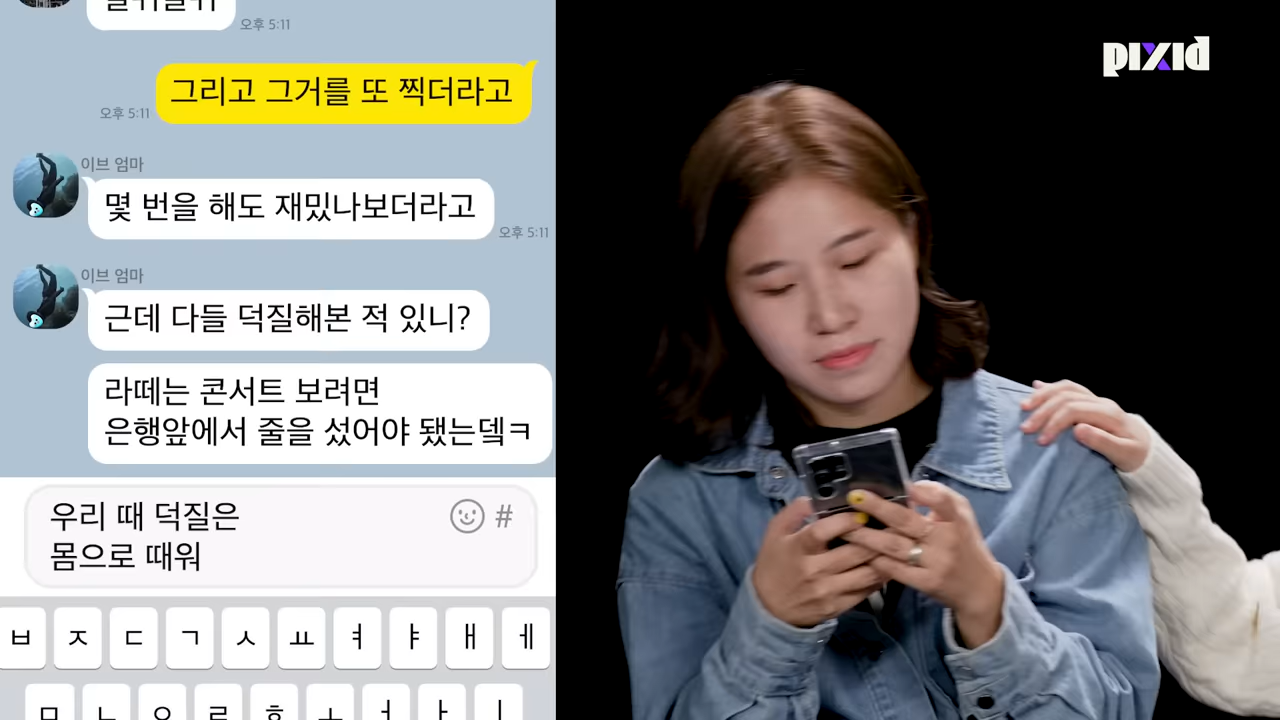 오후 5:11
그리고 그거를 또 찍더라고
오후 5:11
이브 엄마
몇 번을 해도 재밌나보더라고
오후 5:11
이브 엄마
근데 다들 덕질해본 적 있니?
라떼는 콘서트 보려면
은행앞에서 줄을 섰어야 됐는뎈ㅋ
우리 때 덕질은
몸으로 때워
#
ㅂ ㅈ ㄷ ㄱ ㅅ ㅛ ㅕ ㅑ ㅐ ㅔ
ㅁ ㄴ ㅇ ㄹ ㅎ ㅗ ㅓ ㅏ ㅣ
pixid